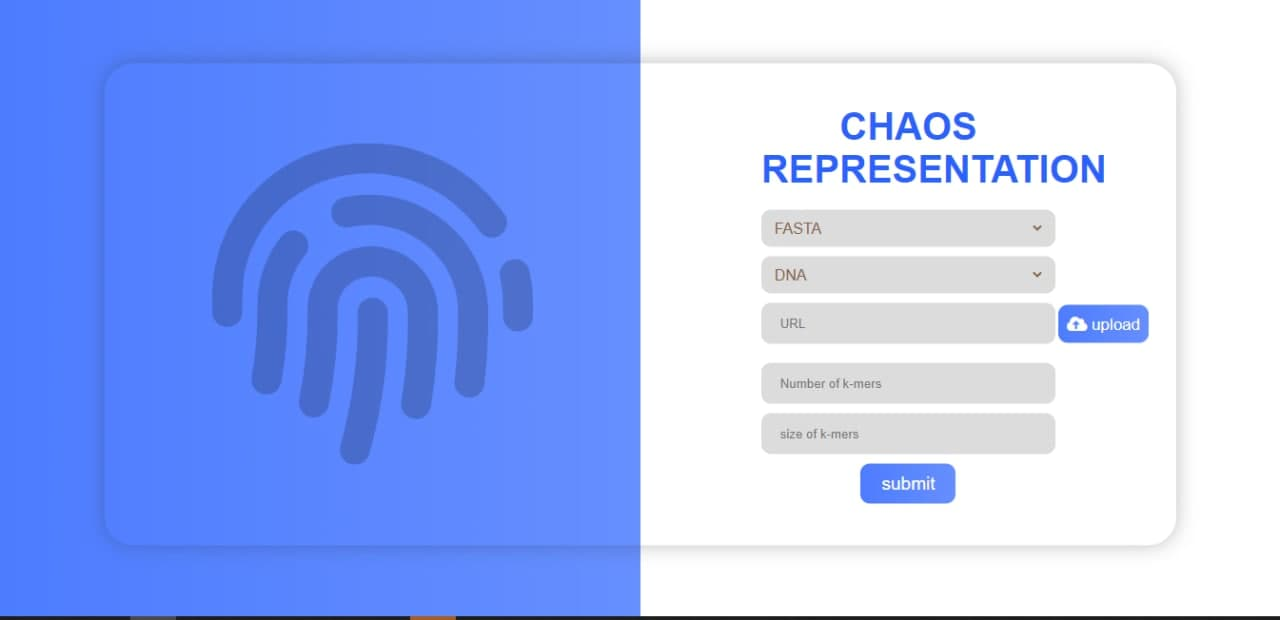 CHAOS
REPRESENTATION
FASTA
DNA
URL
upload
Number of k-mers
size of k-mers
submit